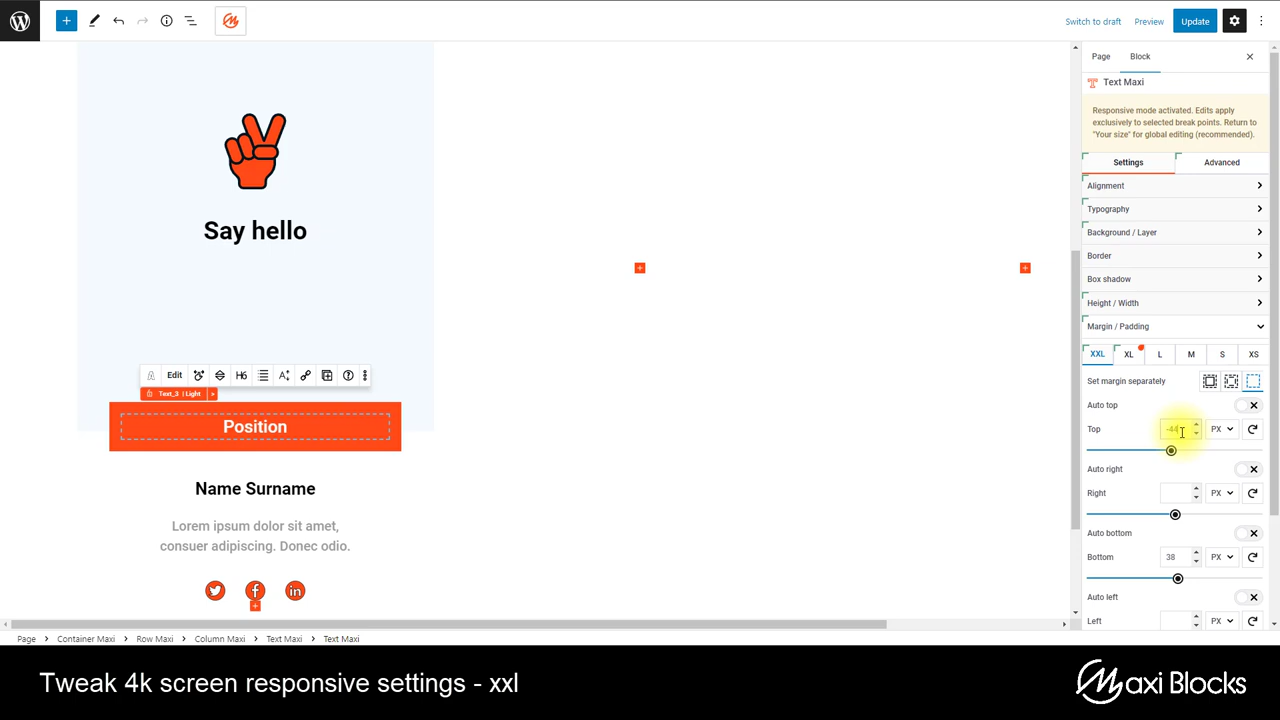 Switch to draft Preview Update
Page Block
Text Maxi
Responsive mode activated. Edits apply
exclusively to selected break points. Return to
"Your size" for global editing (recommended).
Settings Advanced
Alignment
Typography
Background / Layer
Border
Box shadow
Height / Width
Margin / Padding
XXL XL L M S XS
Set margin separately
Auto top
Top -44 PX
Auto right
Right PX
Auto bottom
Bottom 38 PX
Auto left
Left PX
Say hello
Edit H6
Text_3 | Light
Position
Name Surname
Lorem ipsum dolor sit amet,
consuer adipiscing. Donec odio.
Page Container Maxi Row Maxi Column Maxi Text Maxi Text Maxi
Tweak 4k screen responsive settings - xxl
Maxi Blocks